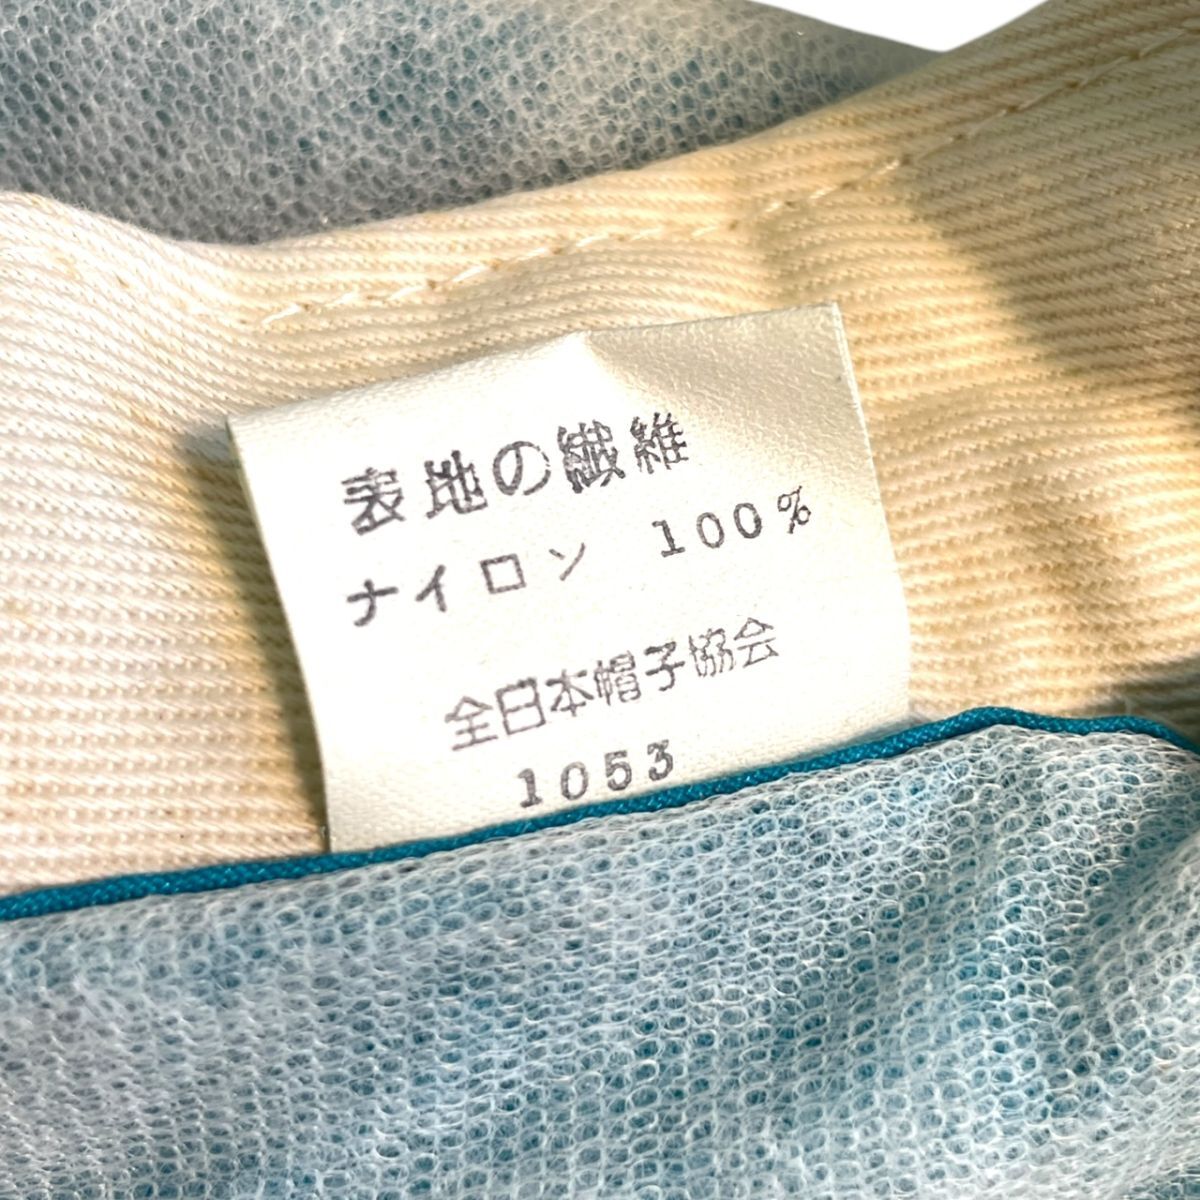 表地の繊維
ナイロン 100%
全日本帽子協会
1053